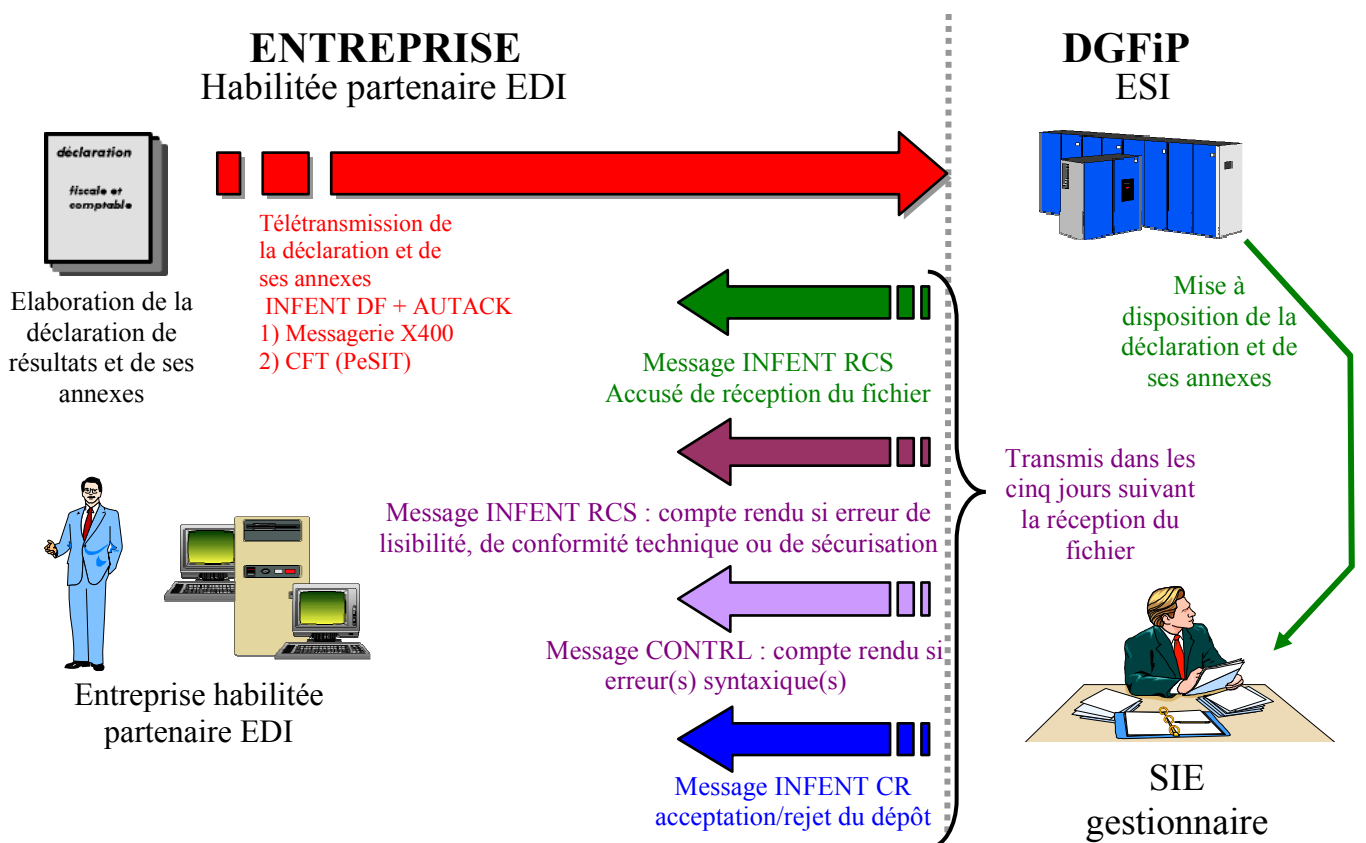 ENTREPRISE
Habilitée partenaire EDI
DGFiP
ESI
déclaration
fiscale et
comptable
Télétransmission de
la déclaration et de
ses annexes
INFENT DF + AUTACK
1) Messagerie X400
2) CFT (PeSIT)
Elaboration de la
déclaration de
résultats et de ses
annexes
Message INFENT RCS
Accusé de réception du fichier
Mise à
disposition de la
déclaration et de
ses annexes
Message INFENT RCS : compte rendu si erreur de
lisibilité, de conformité technique ou de sécurisation
Transmis dans les
cinq jours suivant
la réception du
fichier
Message CONTRL : compte rendu si
erreur(s) syntaxique(s)
Entreprise habilitée
partenaire EDI
Message INFENT CR
acceptation/rejet du dépôt
SIE
gestionnaire